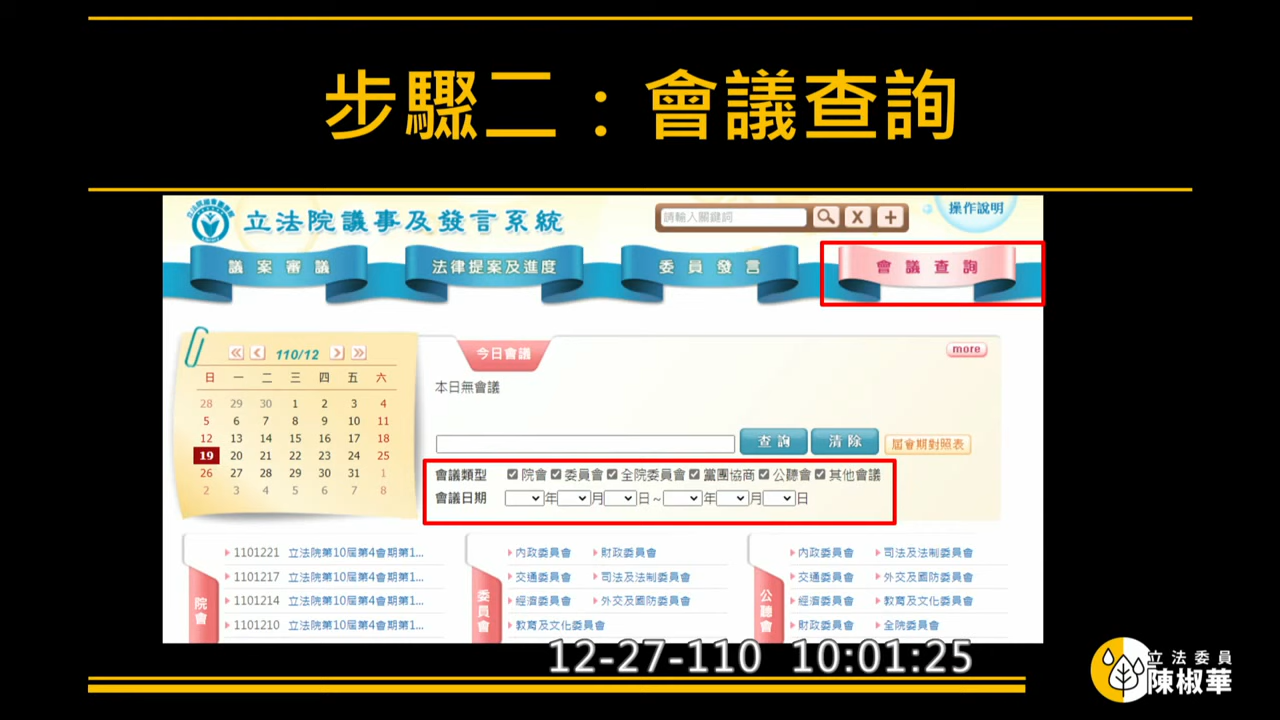 步驟二：會議查詢
立法院議事及發言系統
請輸入關鍵詞
X
+
操作說明
議案審議
法律提案及進度
委員發言
會議查詢
110/12
今日會議
more
日 一 二 三 四 五 六
本日無會議
28 29 30 1 2 3 4
5 6 7 8 9 10 11
12 13 14 15 16 17 18
19 20 21 22 23 24 25
26 27 28 29 30 31 1
2 3 4 5 6 7 8
查詢 清除 屆會期對照表
會議類型 院會 委員會 全院委員會 黨團協商 公聽會 其他會議
會議日期 年 月 日 ~ 年 月 日
院會
1101221 立法院第10屆第4會期第1...
1101217 立法院第10屆第4會期第1...
1101214 立法院第10屆第4會期第1...
1101210 立法院第10屆第4會期第1...
委員會
內政委員會 財政委員會
交通委員會 司法及法制委員會
經濟委員會 外交及國防委員會
教育及文化委員會
公聽會
內政委員會 司法及法制委員會
交通委員會 外交及國防委員會
經濟委員會 教育及文化委員會
財政委員會 全院委員會
12-27-110 10:01:25
立法委員
陳椒華